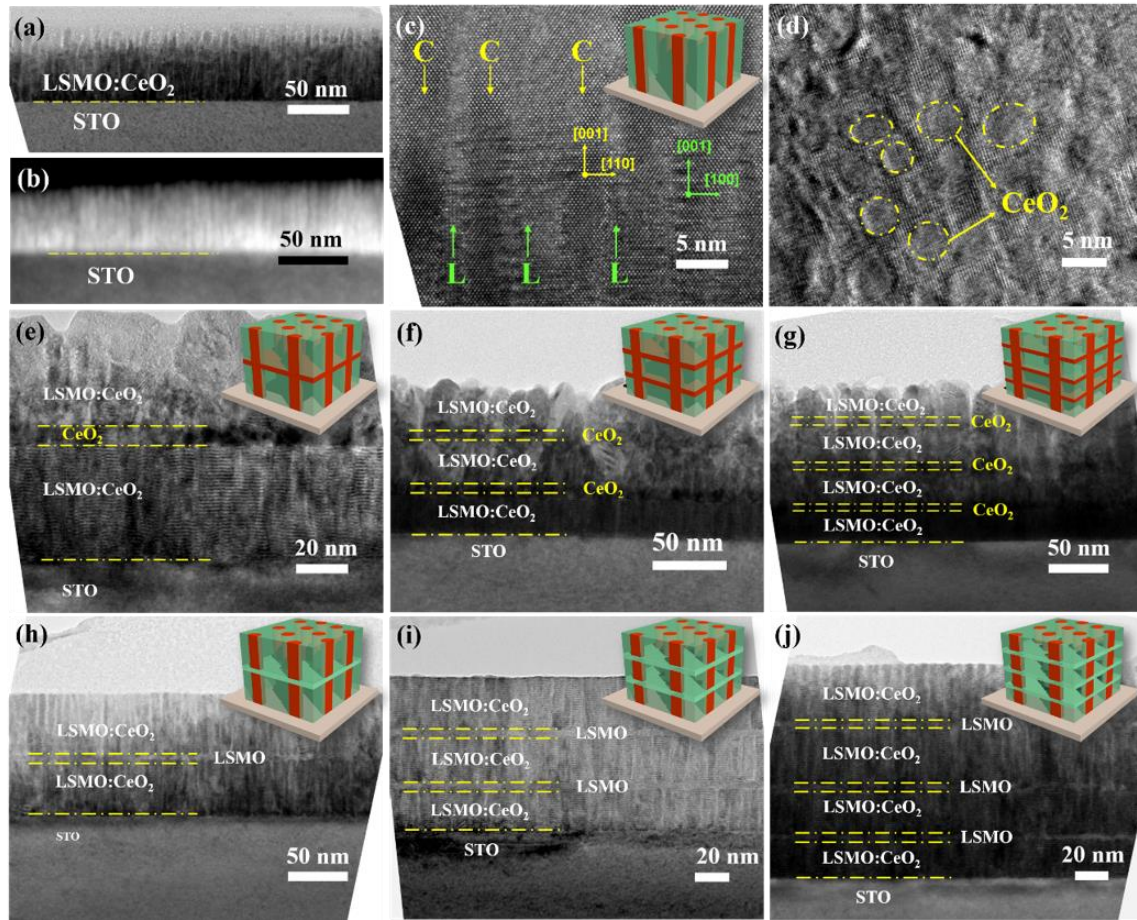 (a)
LSMO:CeO₂
50 nm
STO
(b)
50 nm
STO
(c)
C C C
[001]
[110]
[001]
[100]
L L L
5 nm
(d)
CeO₂
5 nm
(e)
LSMO:CeO₂
CeO₂
LSMO:CeO₂
20 nm
STO
(f)
LSMO:CeO₂
CeO₂
LSMO:CeO₂
CeO₂
LSMO:CeO₂
STO
50 nm
(g)
LSMO:CeO₂
CeO₂
LSMO:CeO₂
CeO₂
LSMO:CeO₂
CeO₂
LSMO:CeO₂
STO
50 nm
(h)
LSMO:CeO₂
LSMO
LSMO:CeO₂
STO
50 nm
(i)
LSMO:CeO₂
LSMO
LSMO:CeO₂
LSMO
LSMO:CeO₂
STO
20 nm
(j)
LSMO:CeO₂
LSMO
LSMO:CeO₂
LSMO
LSMO:CeO₂
LSMO
LSMO:CeO₂
STO
20 nm